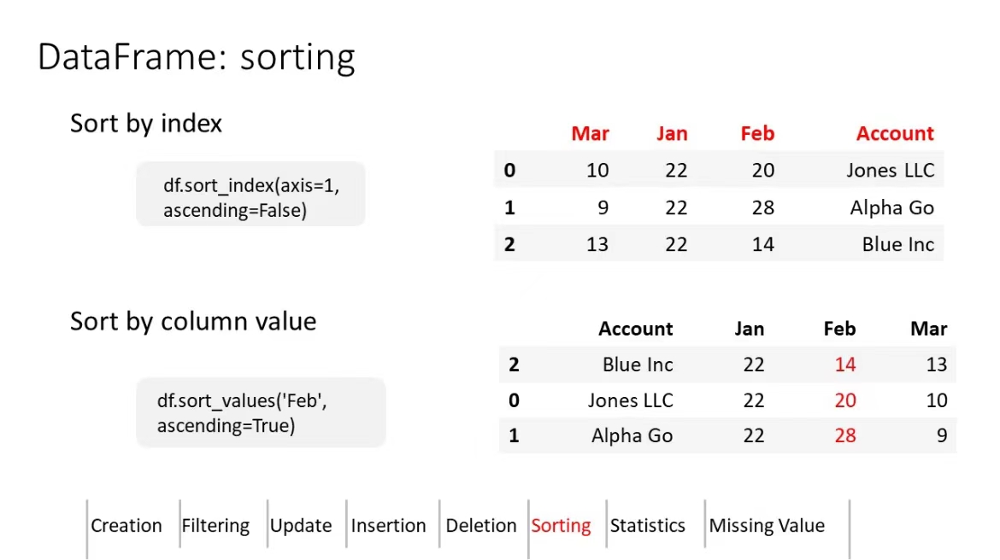 DataFrame: sorting
Sort by index
df.sort_index(axis=1,
ascending=False)
Mar Jan Feb Account
0 10 22 20 Jones LLC
1 9 22 28 Alpha Go
2 13 22 14 Blue Inc
Sort by column value
df.sort_values('Feb',
ascending=True)
Account Jan Feb Mar
2 Blue Inc 22 14 13
0 Jones LLC 22 20 10
1 Alpha Go 22 28 9
Creation Filtering Update Insertion Deletion Sorting Statistics Missing Value